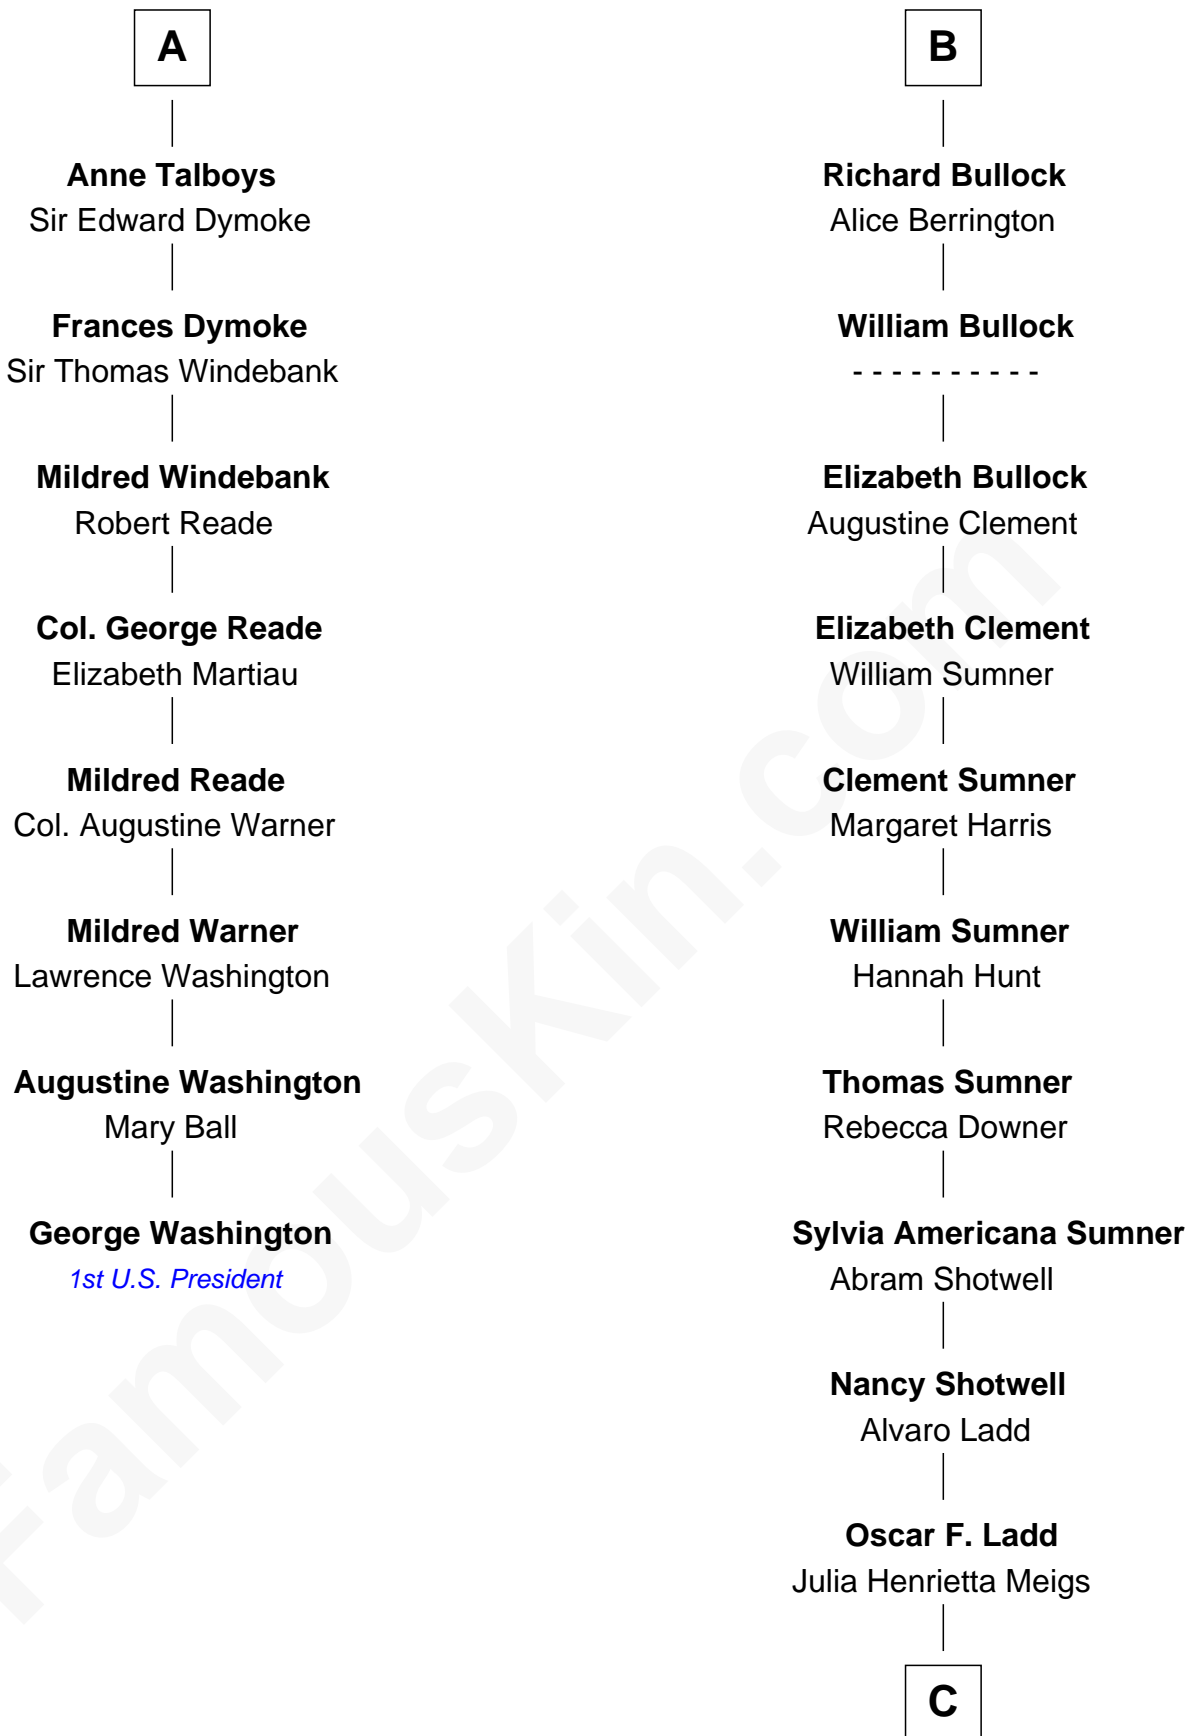 A
Anne Talboys
Sir Edward Dymoke
Frances Dymoke
Sir Thomas Windebank
Mildred Windebank
Robert Reade
Col. George Reade
Elizabeth Martiau
Mildred Reade
Col. Augustine Warner
Mildred Warner
Lawrence Washington
Augustine Washington
Mary Ball
George Washington
1st U.S. President
B
Richard Bullock
Alice Berrington
William Bullock
- - - - - - - - - -
Elizabeth Bullock
Augustine Clement
Elizabeth Clement
William Sumner
Clement Sumner
Margaret Harris
William Sumner
Hannah Hunt
Thomas Sumner
Rebecca Downer
Sylvia Americana Sumner
Abram Shotwell
Nancy Shotwell
Alvaro Ladd
Oscar F. Ladd
Julia Henrietta Meigs
C
FamousKin.com